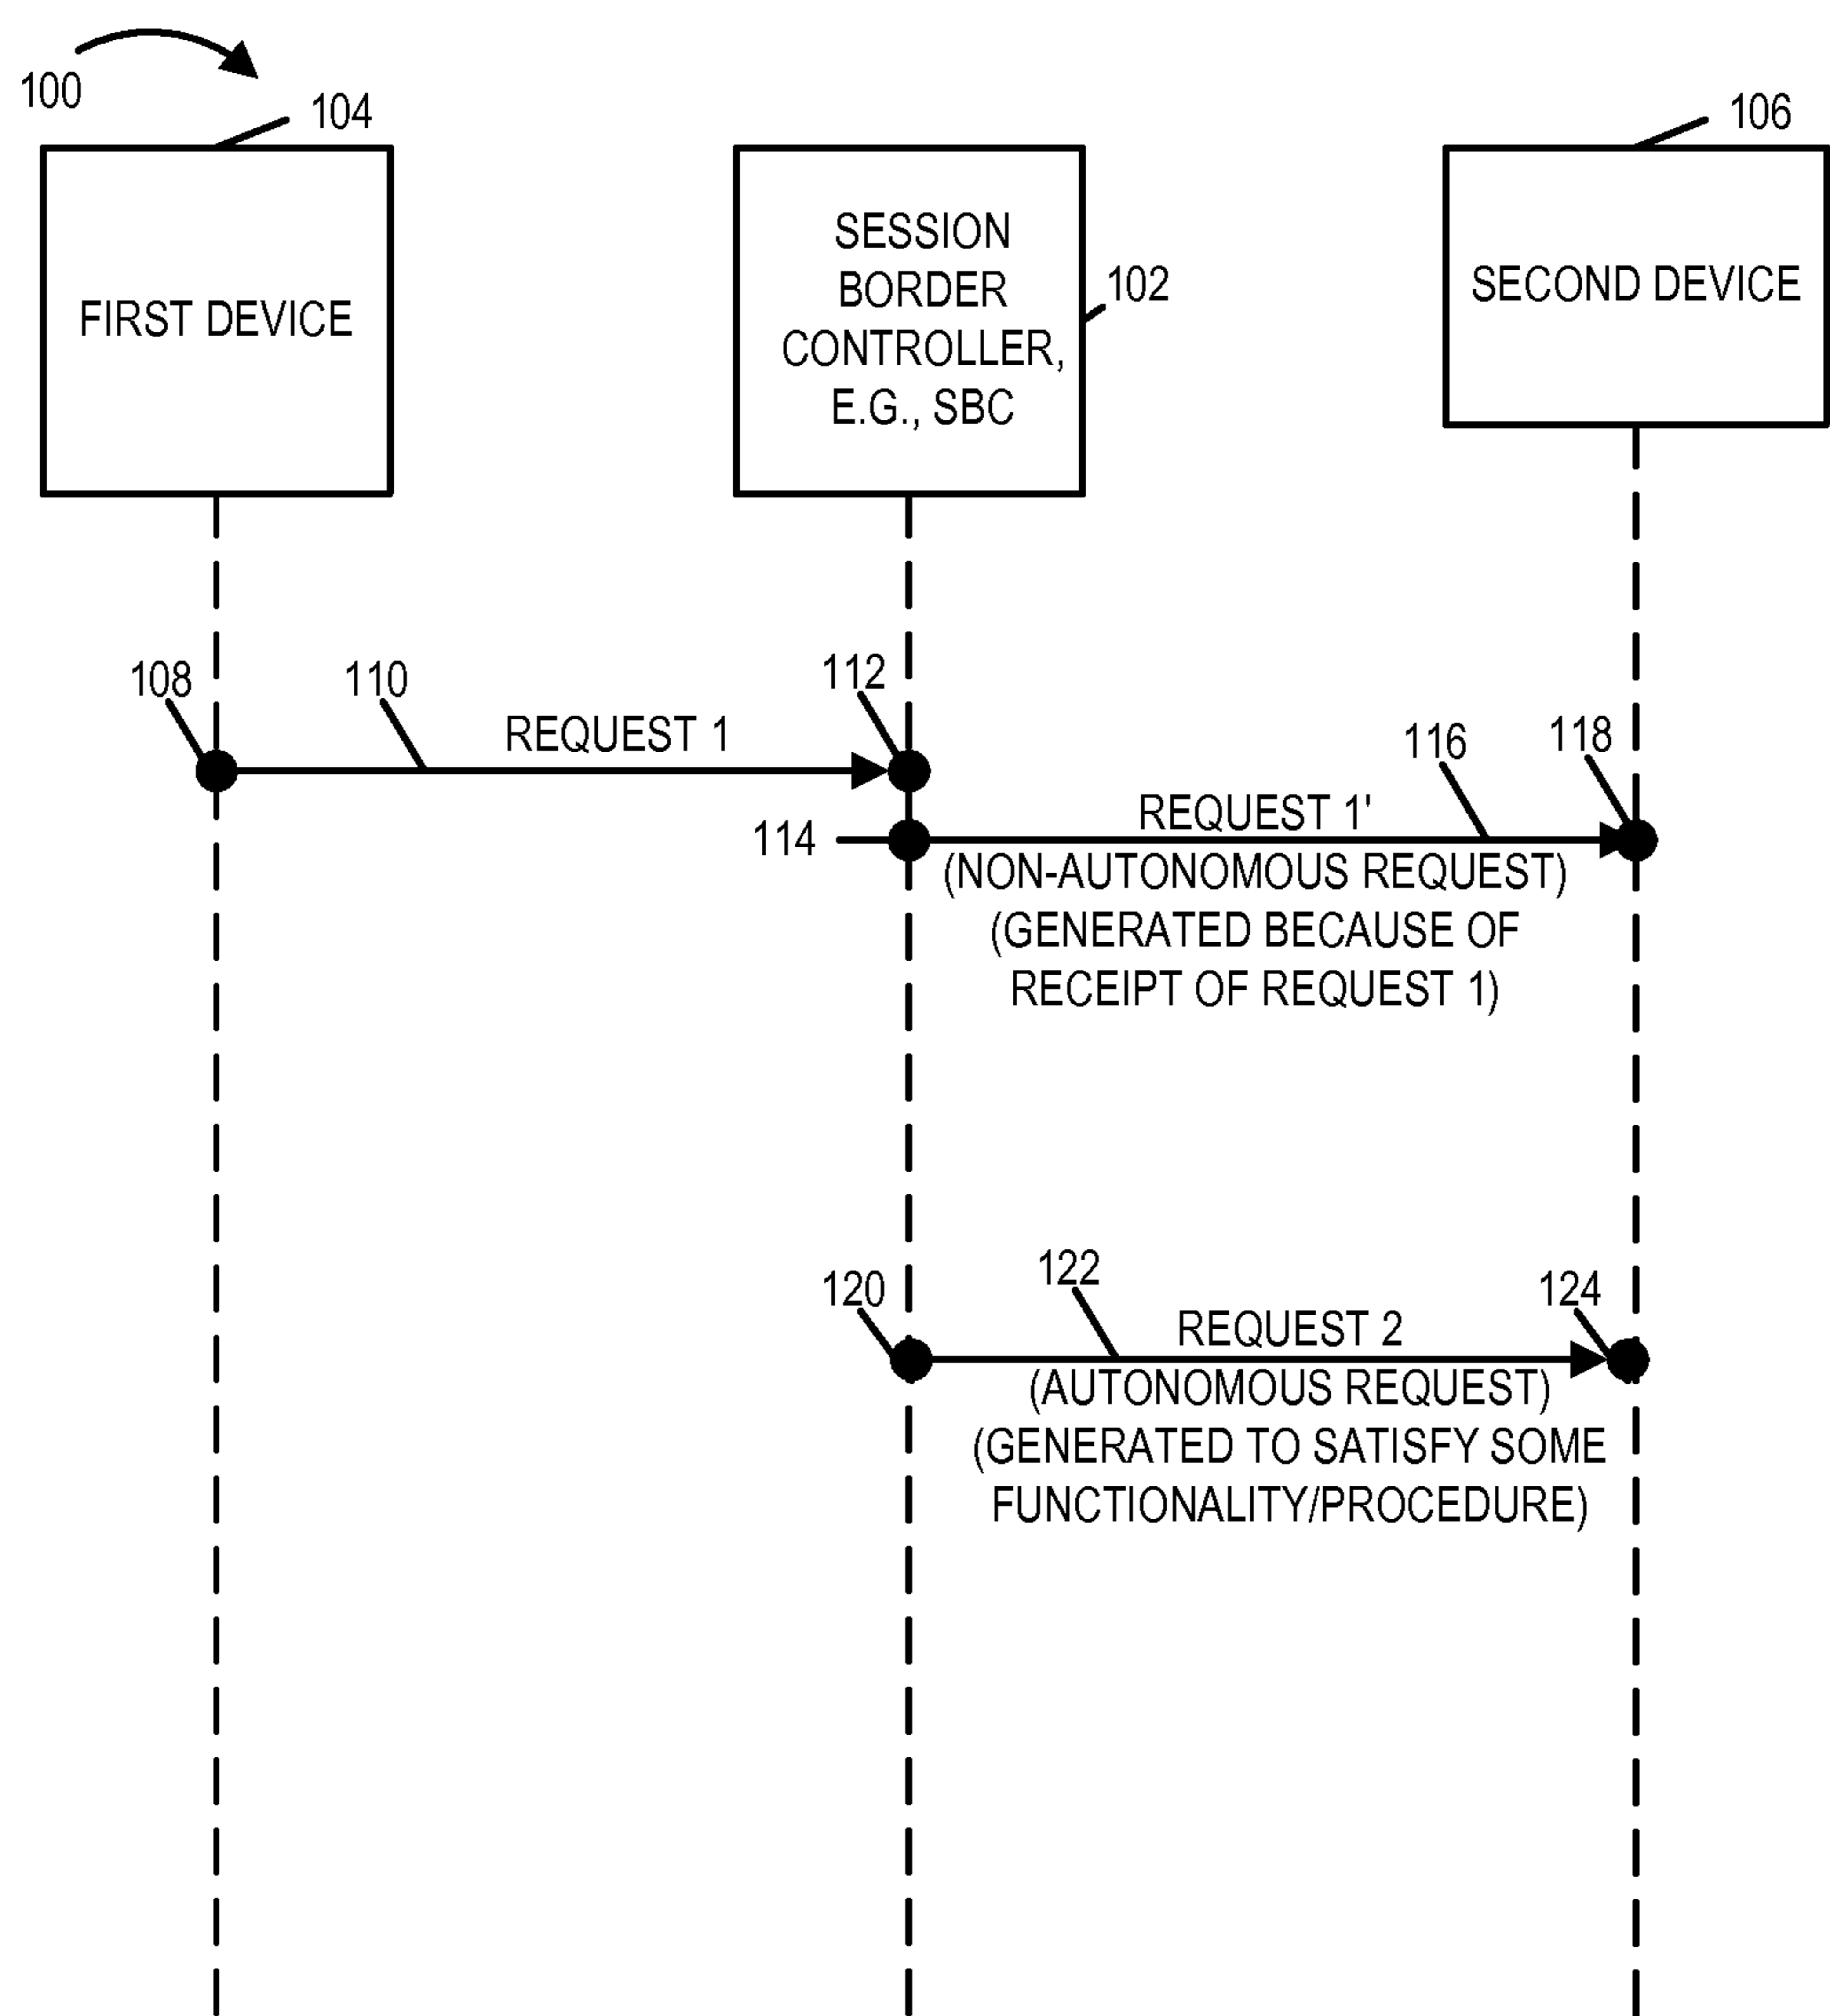 100
104
106
FIRST DEVICE
SESSION
BORDER
CONTROLLER,
E.G., SBC
102
SECOND DEVICE
108
110
REQUEST 1
112
114
REQUEST 1'
116
118
(NON-AUTONOMOUS REQUEST)
(GENERATED BECAUSE OF
RECEIPT OF REQUEST 1)
120
122
REQUEST 2
124
(AUTONOMOUS REQUEST)
(GENERATED TO SATISFY SOME
FUNCTIONALITY/PROCEDURE)